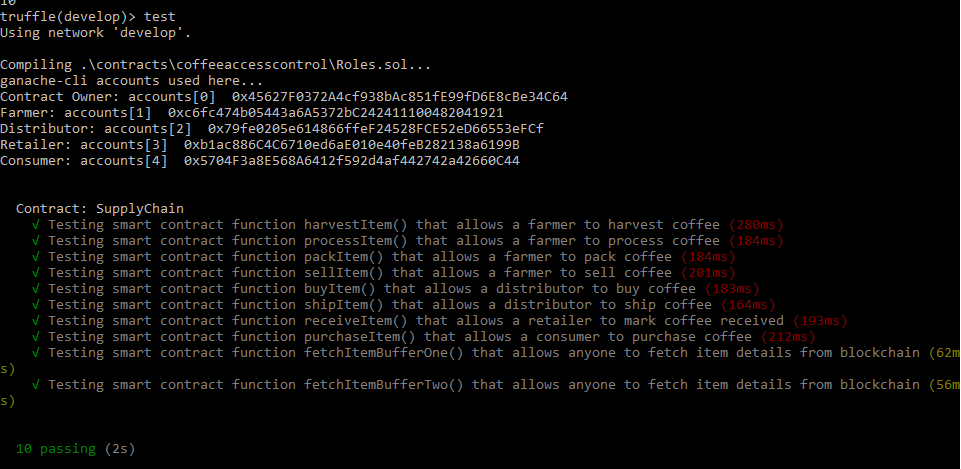 10
truffle(develop)> test
Using network 'develop'.
Compiling .\contracts\coffeeaccesscontrol\Roles.sol...
ganache-cli accounts used here...
Contract Owner: accounts[0]  0x45627F0372A4cf938bAc851fE99fD6E8cBe34C64
Farmer: accounts[1]  0xc6fc474b05443a6A5372bC242411100482041921
Distributor: accounts[2]  0x79fe0205e614866ffeF24528FCE52eD66553eFCf
Retailer: accounts[3]  0xb1ac886C4C6710ed6aE010e40feB282138a6199B
Consumer: accounts[4]  0x5704F3a8E568A6412f592d4af442742a42660C44
Contract: SupplyChain
√ Testing smart contract function harvestItem() that allows a farmer to harvest coffee (280ms)
√ Testing smart contract function processItem() that allows a farmer to process coffee (184ms)
√ Testing smart contract function packItem() that allows a farmer to pack coffee (184ms)
√ Testing smart contract function sellItem() that allows a farmer to sell coffee (201ms)
√ Testing smart contract function buyItem() that allows a distributor to buy coffee (183ms)
√ Testing smart contract function shipItem() that allows a distributor to ship coffee (164ms)
√ Testing smart contract function receiveItem() that allows a retailer to mark coffee received (193ms)
√ Testing smart contract function purchaseItem() that allows a consumer to purchase coffee (212ms)
√ Testing smart contract function fetchItemBufferOne() that allows anyone to fetch item details from blockchain (62m
s)
√ Testing smart contract function fetchItemBufferTwo() that allows anyone to fetch item details from blockchain (56m
s)
10 passing (2s)